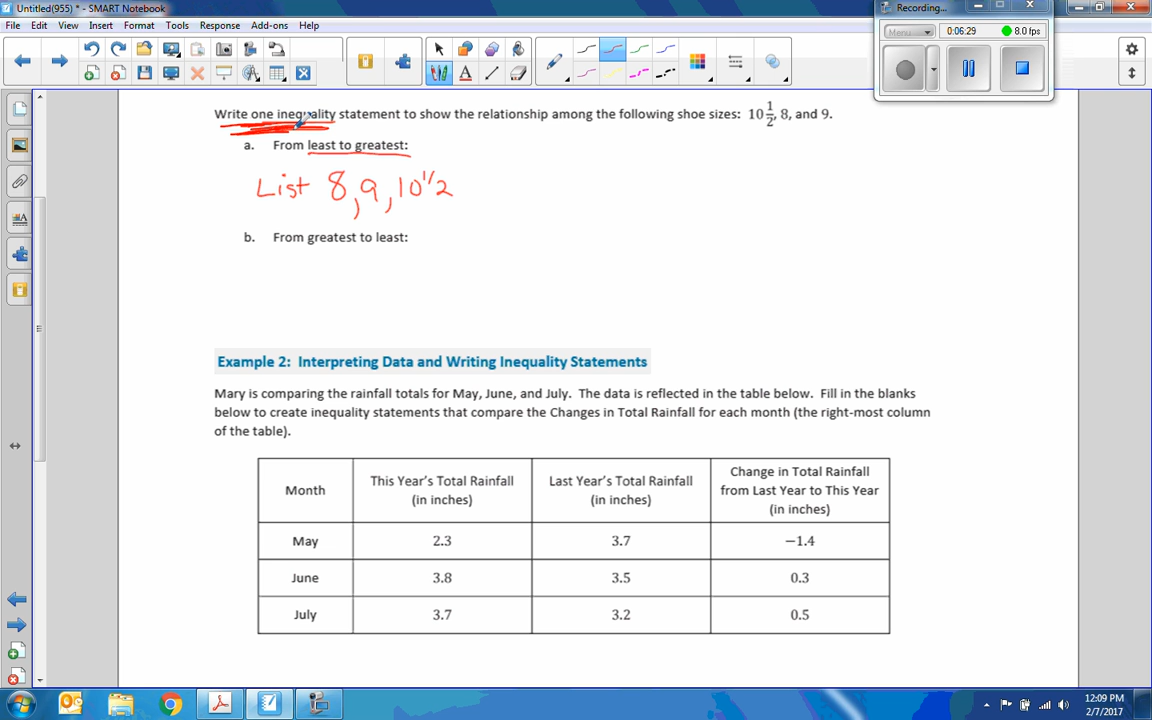 Untitled(955) * - SMART Notebook
Recording...
File Edit View Insert Format Tools Response Add-ons Help
Menu 0:06:29 8.0 fps
Write one inequality statement to show the relationship among the following shoe sizes: 10 1/2, 8, and 9.
a. From least to greatest:
List 8, 9, 10 1/2
b. From greatest to least:
Example 2: Interpreting Data and Writing Inequality Statements
Mary is comparing the rainfall totals for May, June, and July. The data is reflected in the table below. Fill in the blanks
below to create inequality statements that compare the Changes in Total Rainfall for each month (the right-most column
of the table).
Month
This Year's Total Rainfall
(in inches)
Last Year's Total Rainfall
(in inches)
Change in Total Rainfall
from Last Year to This Year
(in inches)
May 2.3 3.7 −1.4
June 3.8 3.5 0.3
July 3.7 3.2 0.5
12:09 PM
2/7/2017